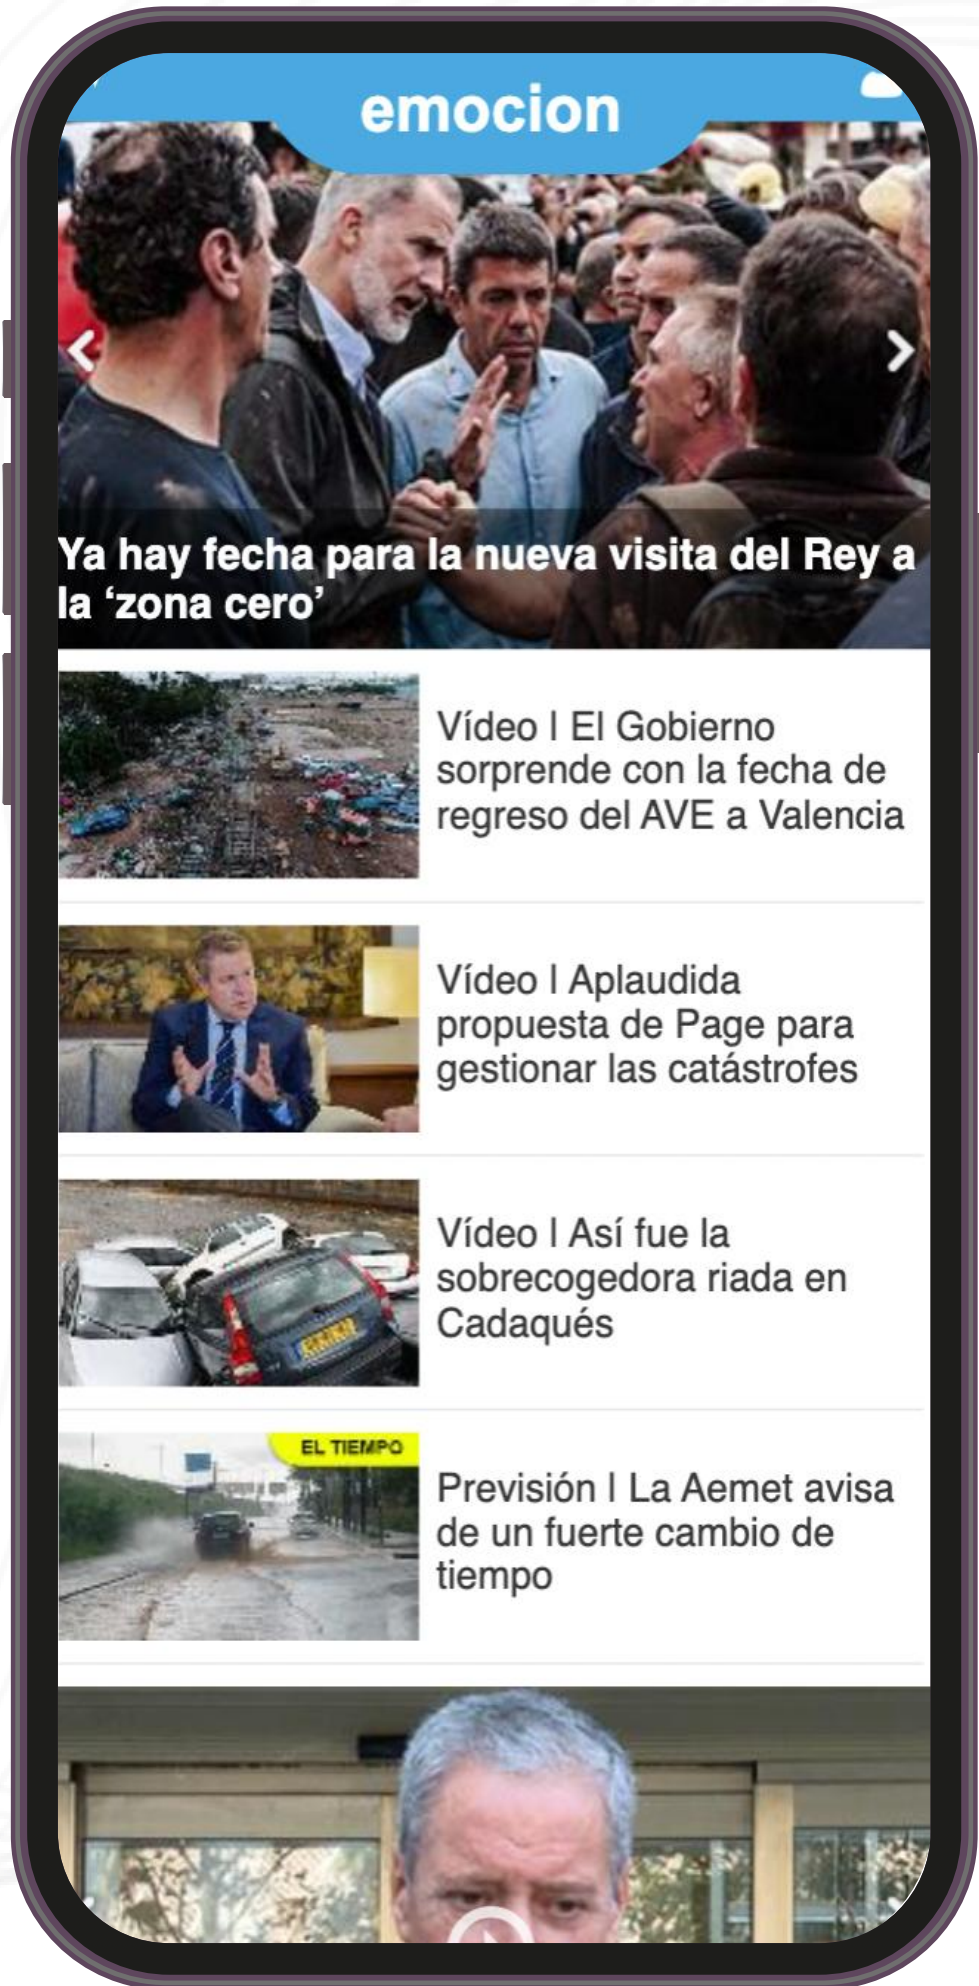 emocion
Ya hay fecha para la nueva visita del Rey a
la ‘zona cero’
Vídeo | El Gobierno
sorprende con la fecha de
regreso del AVE a Valencia
Vídeo | Aplaudida
propuesta de Page para
gestionar las catástrofes
Vídeo | Así fue la
sobrecogedora riada en
Cadaqués
EL TIEMPO
Previsión | La Aemet avisa
de un fuerte cambio de
tiempo